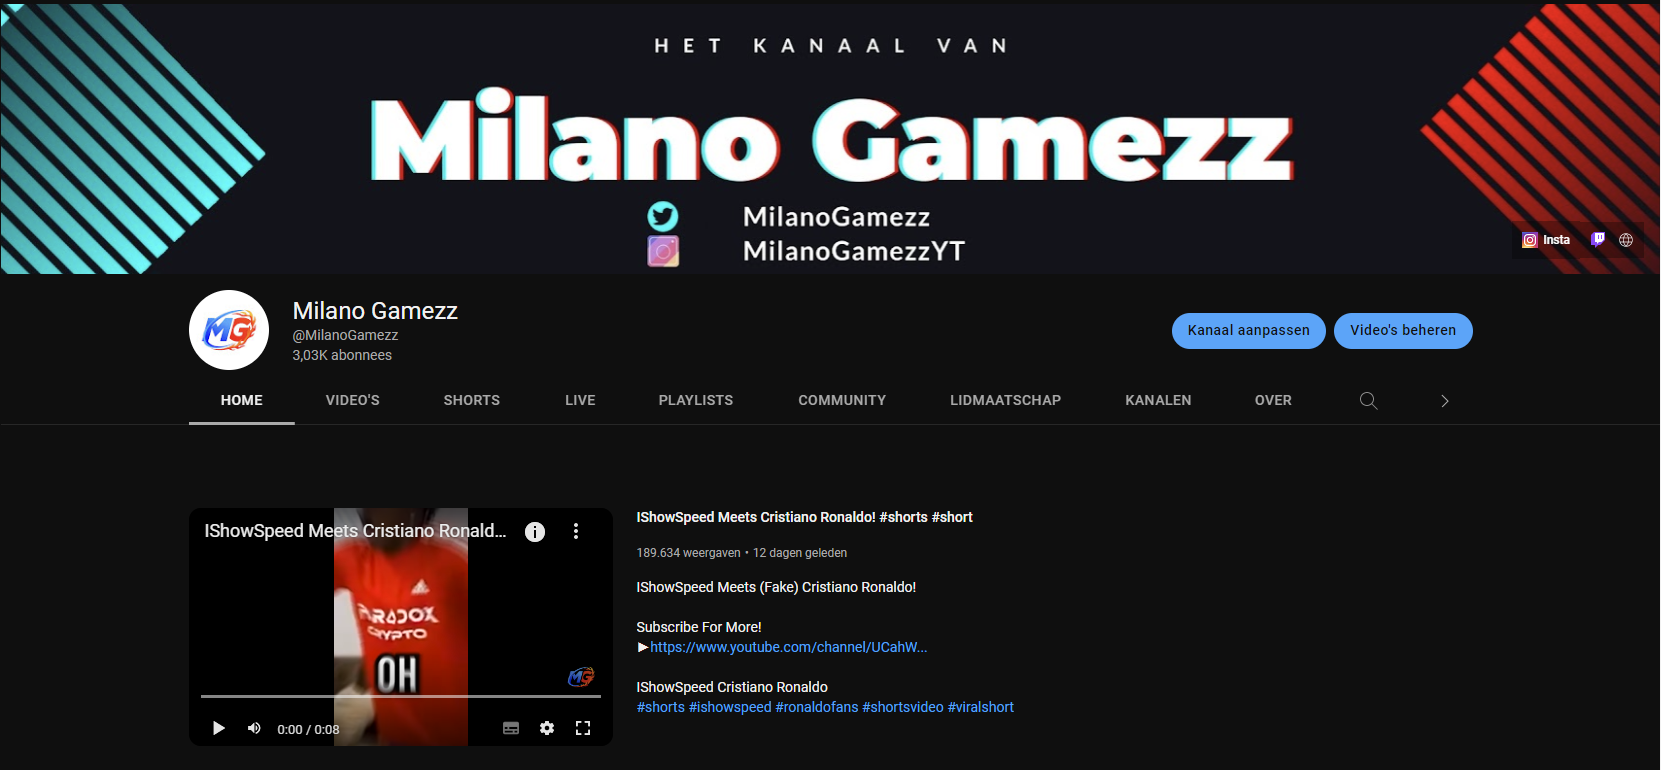 HET KANAAL VAN
Milano Gamezz
MilanoGamezz
MilanoGamezzYT
Insta
MG
Milano Gamezz
@MilanoGamezz
3,03K abonnees
Kanaal aanpassen
Video's beheren
HOME VIDEO'S SHORTS LIVE PLAYLISTS COMMUNITY LIDMAATSCHAP KANALEN OVER
IShowSpeed Meets Cristiano Ronald...
PARADOX
CRYPTO
OH
MG
0:00 / 0:08
IShowSpeed Meets Cristiano Ronaldo! #shorts #short
189.634 weergaven • 12 dagen geleden
IShowSpeed Meets (Fake) Cristiano Ronaldo!
Subscribe For More!
►https://www.youtube.com/channel/UCahW...
IShowSpeed Cristiano Ronaldo
#shorts #ishowspeed #ronaldofans #shortsvideo #viralshort